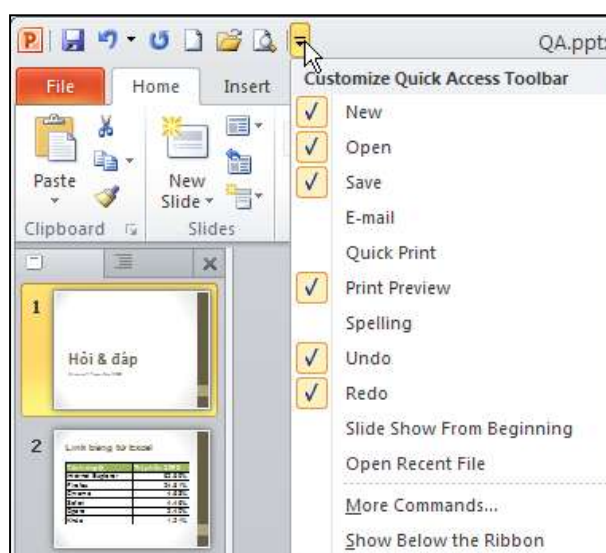 QA.ppt
File Home Insert
Customize Quick Access Toolbar
New
Open
Save
E-mail
Quick Print
Print Preview
Spelling
Undo
Redo
Slide Show From Beginning
Open Recent File
More Commands...
Show Below the Ribbon
Paste
New
Slide
Clipboard
Slides
1
Hỏi & đáp
2
Linh bảng từ Excel